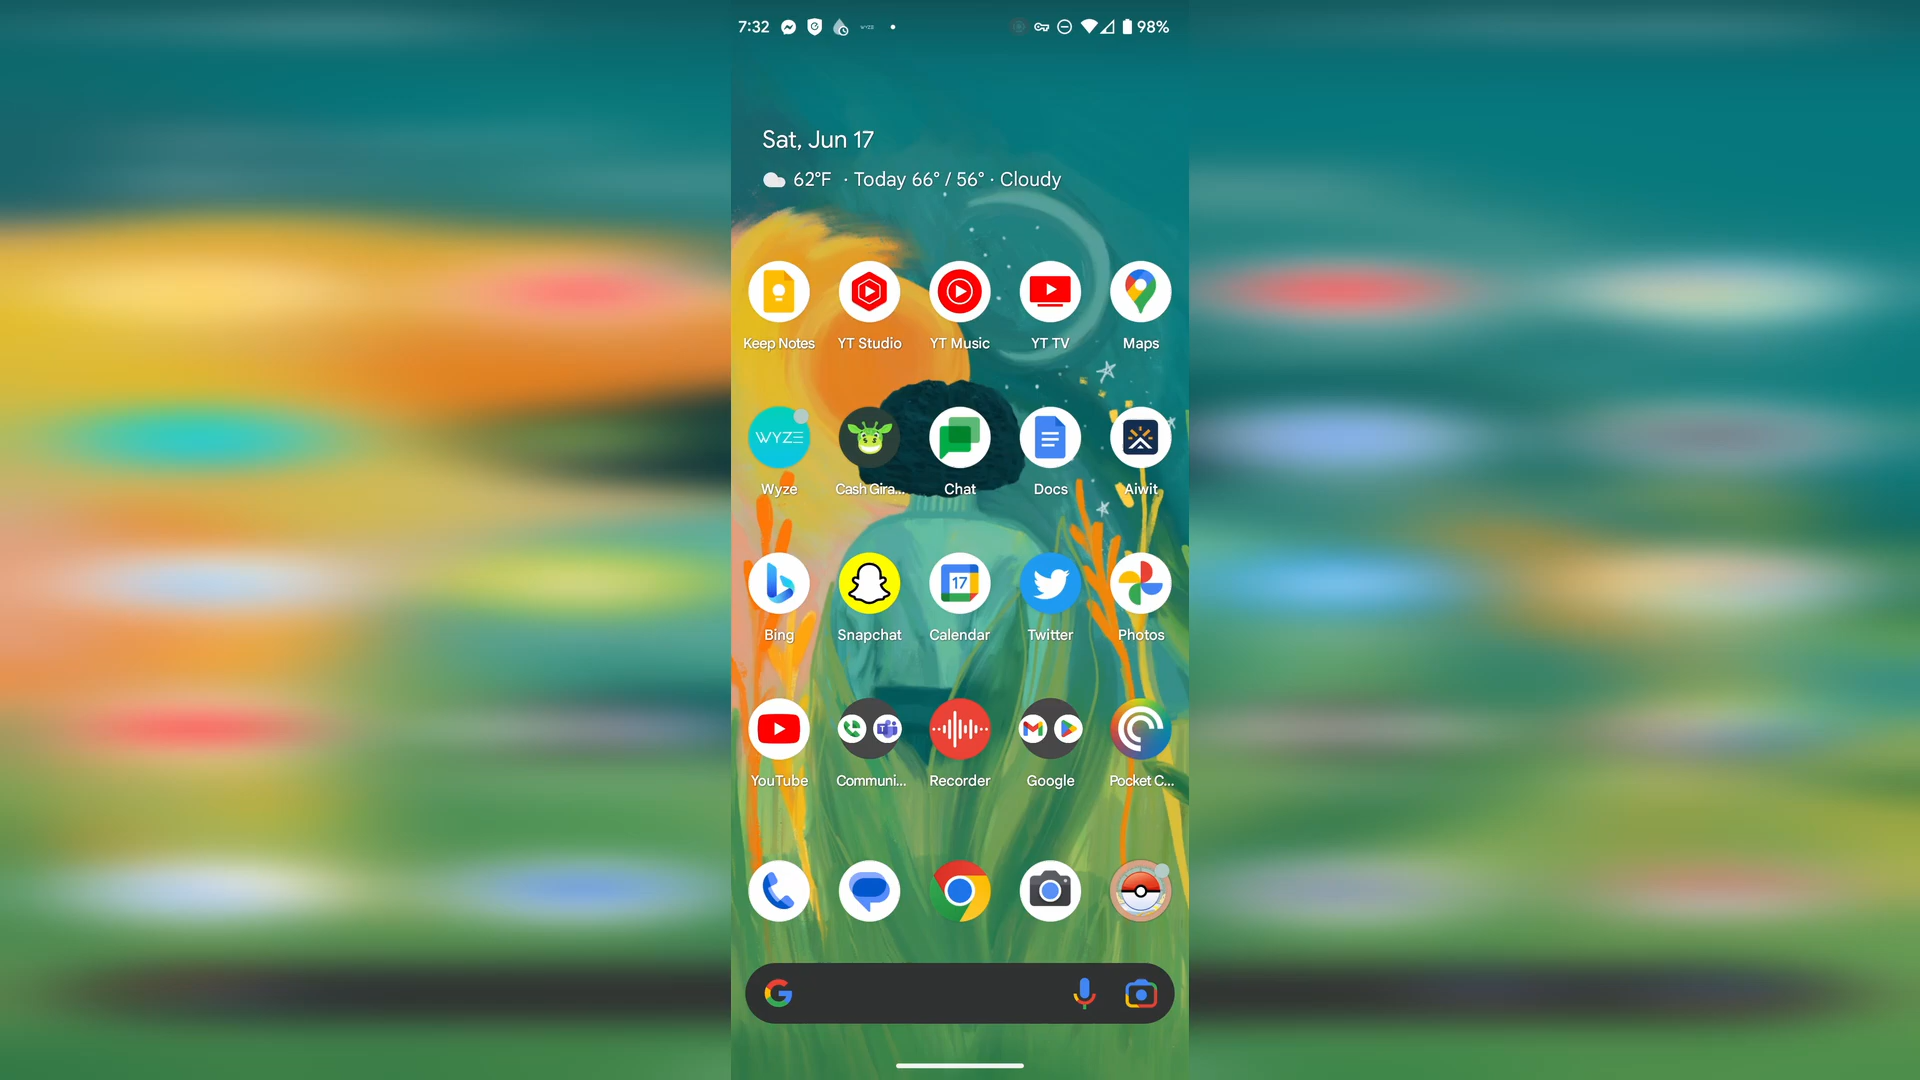 7:32 WYZE 98%
Sat, Jun 17
62°F · Today 66° / 56° · Cloudy
Keep Notes YT Studio YT Music YT TV Maps
WYZE
Wyze Cash Gira... Chat Docs Aiwit
17
Bing Snapchat Calendar Twitter Photos
YouTube Communi... Recorder Google Pocket C...